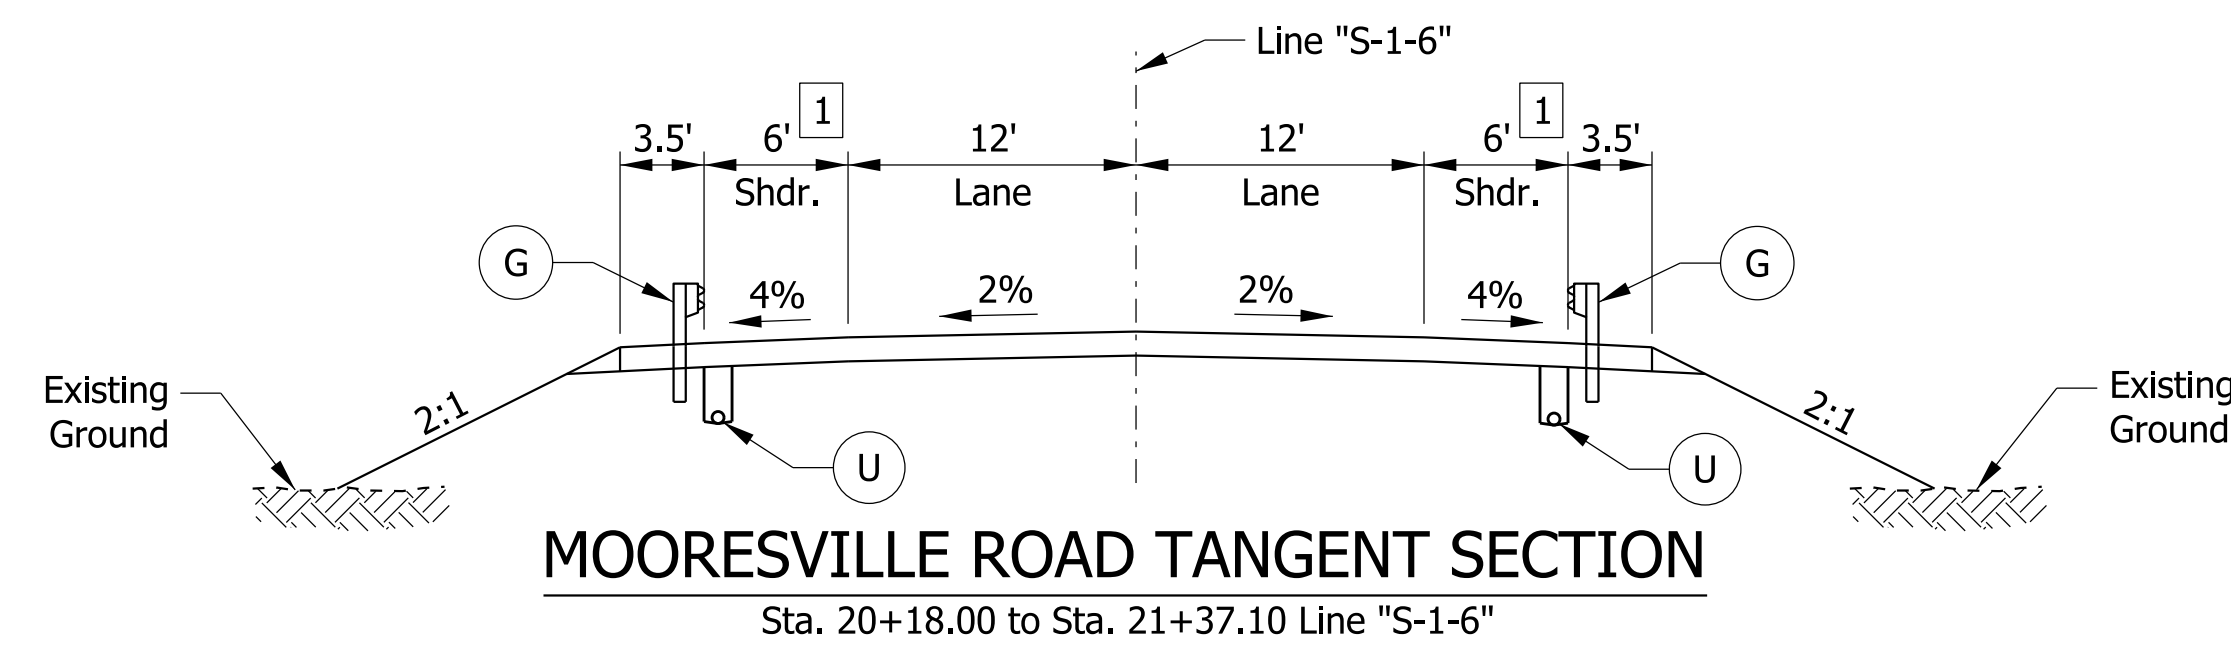 Line "S-1-6"
1
1
3.5'
6'
12'
12'
6'
3.5'
Shdr.
Lane
Lane
Shdr.
G
G
4%
2%
2%
4%
Existing
Ground
2:1
2:1
Existing
Ground
U
U
MOORESVILLE ROAD TANGENT SECTION
Sta. 20+18.00 to Sta. 21+37.10 Line "S-1-6"